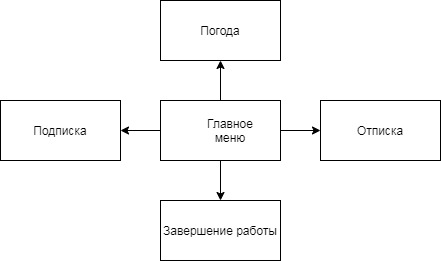 Погода
Подписка
Главное
меню
Отписка
Завершение работы